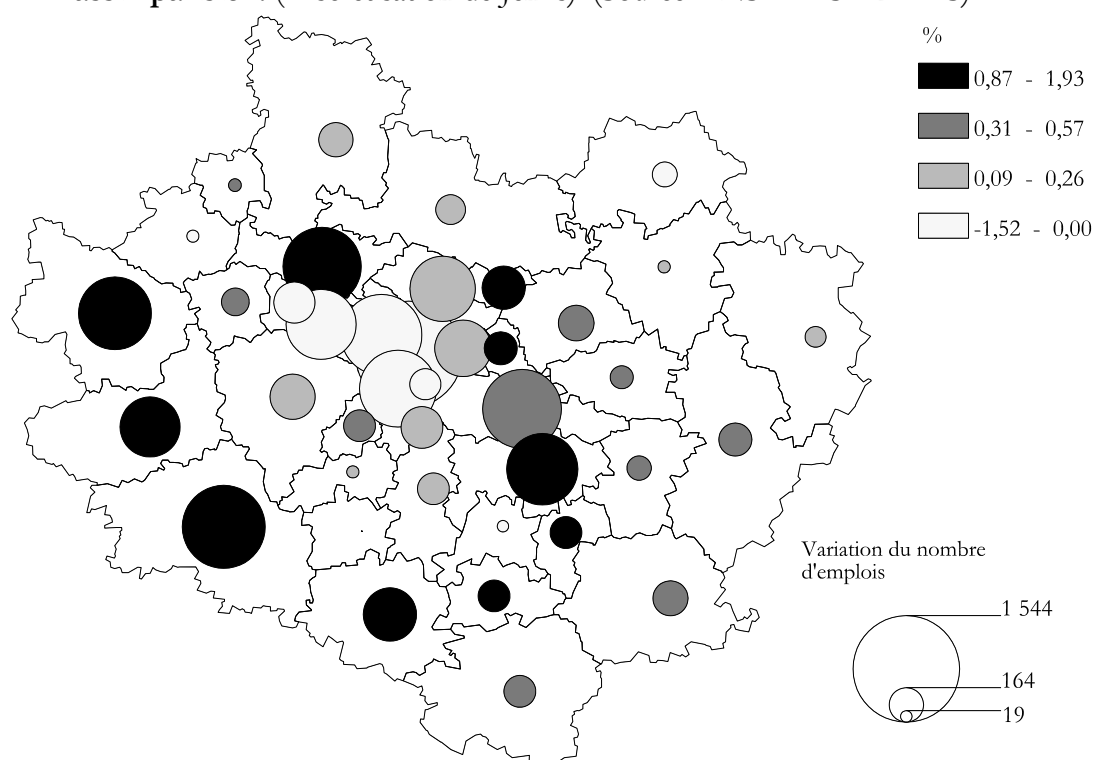 %
0,87 - 1,93
0,31 - 0,57
0,09 - 0,26
-1,52 - 0,00
Variation du nombre
d'emplois
1 544
164
19